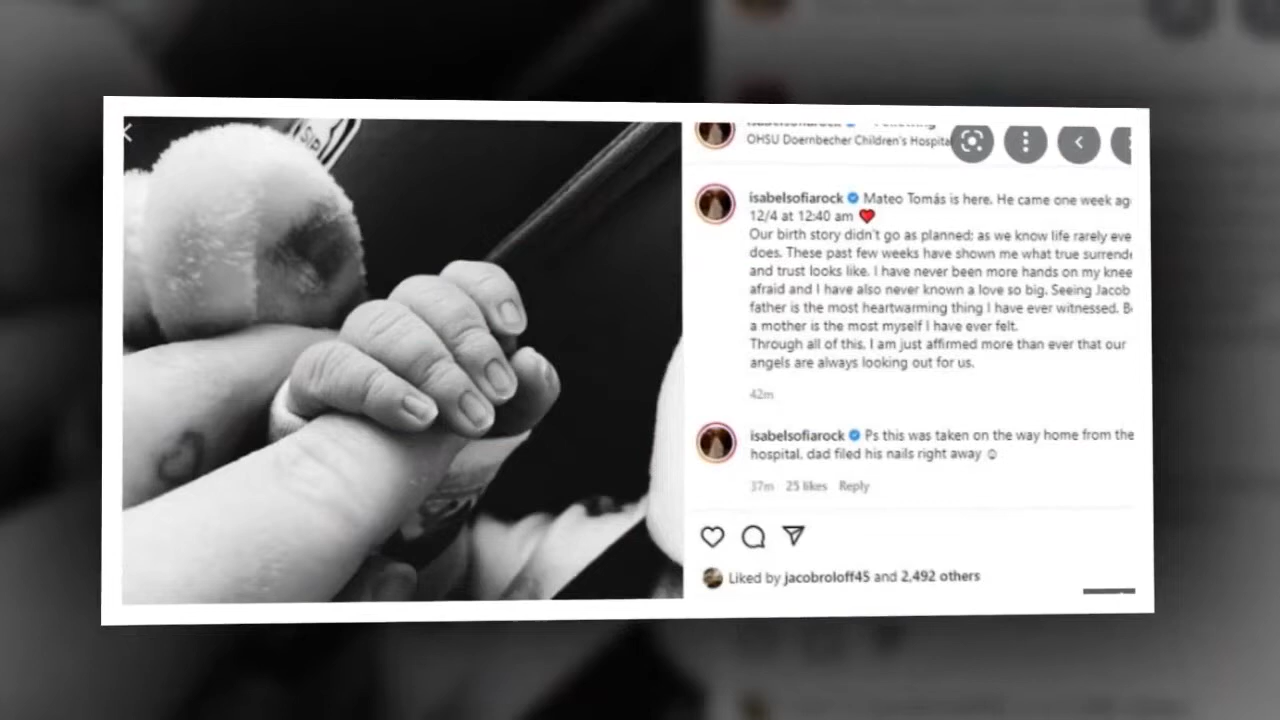 isabelsofiarock
OHSU Doernbecher Children's Hospita
isabelsofiarock Mateo Tomás is here. He came one week ag
12/4 at 12:40 am ❤️
Our birth story didn't go as planned; as we know life rarely eve
does. These past few weeks have shown me what true surrende
and trust looks like. I have never been more hands on my knee
afraid and I have also never known a love so big. Seeing Jacob
father is the most heartwarming thing I have ever witnessed. Be
a mother is the most myself I have ever felt.
Through all of this, I am just affirmed more than ever that our
angels are always looking out for us.
42m
isabelsofiarock Ps this was taken on the way home from the
hospital, dad filed his nails right away ☺
37m 25 likes Reply
Liked by jacobroloff45 and 2,492 others